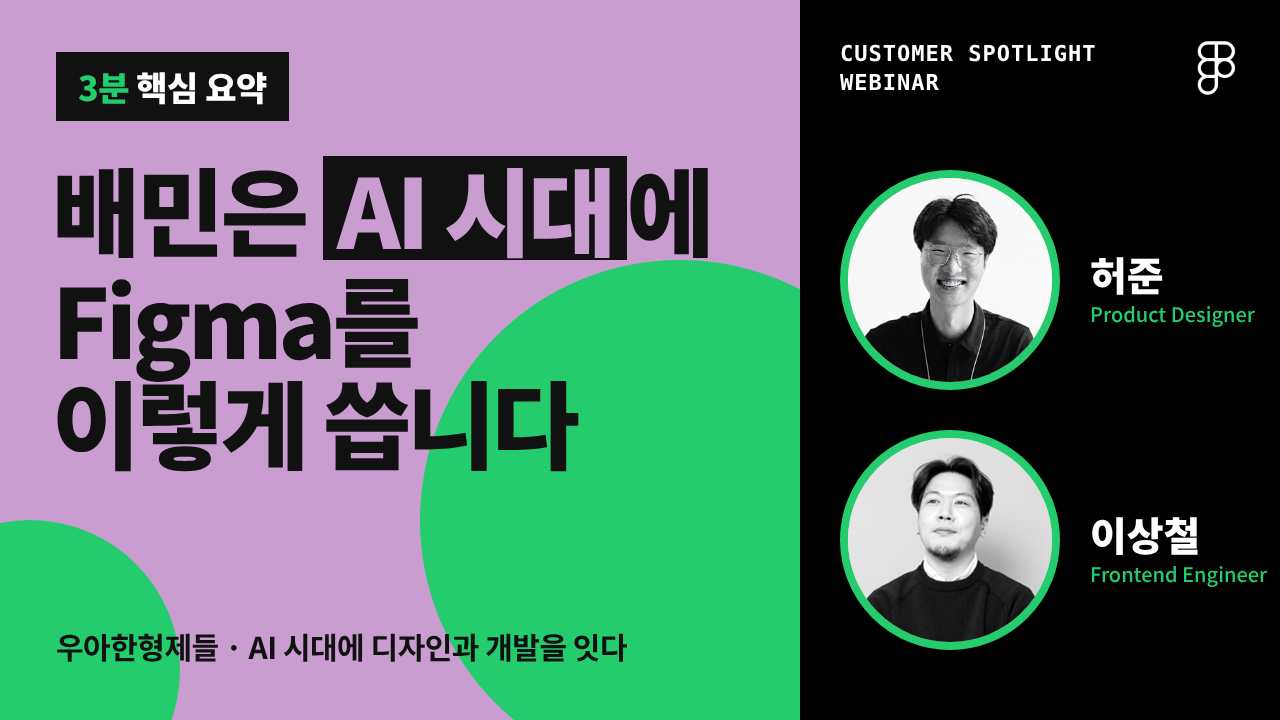 3분 핵심 요약
배민은 AI 시대에
Figma를
이렇게 씁니다
우아한형제들 · AI 시대에 디자인과 개발을 잇다
CUSTOMER SPOTLIGHT
WEBINAR
허준
Product Designer
이상철
Frontend Engineer